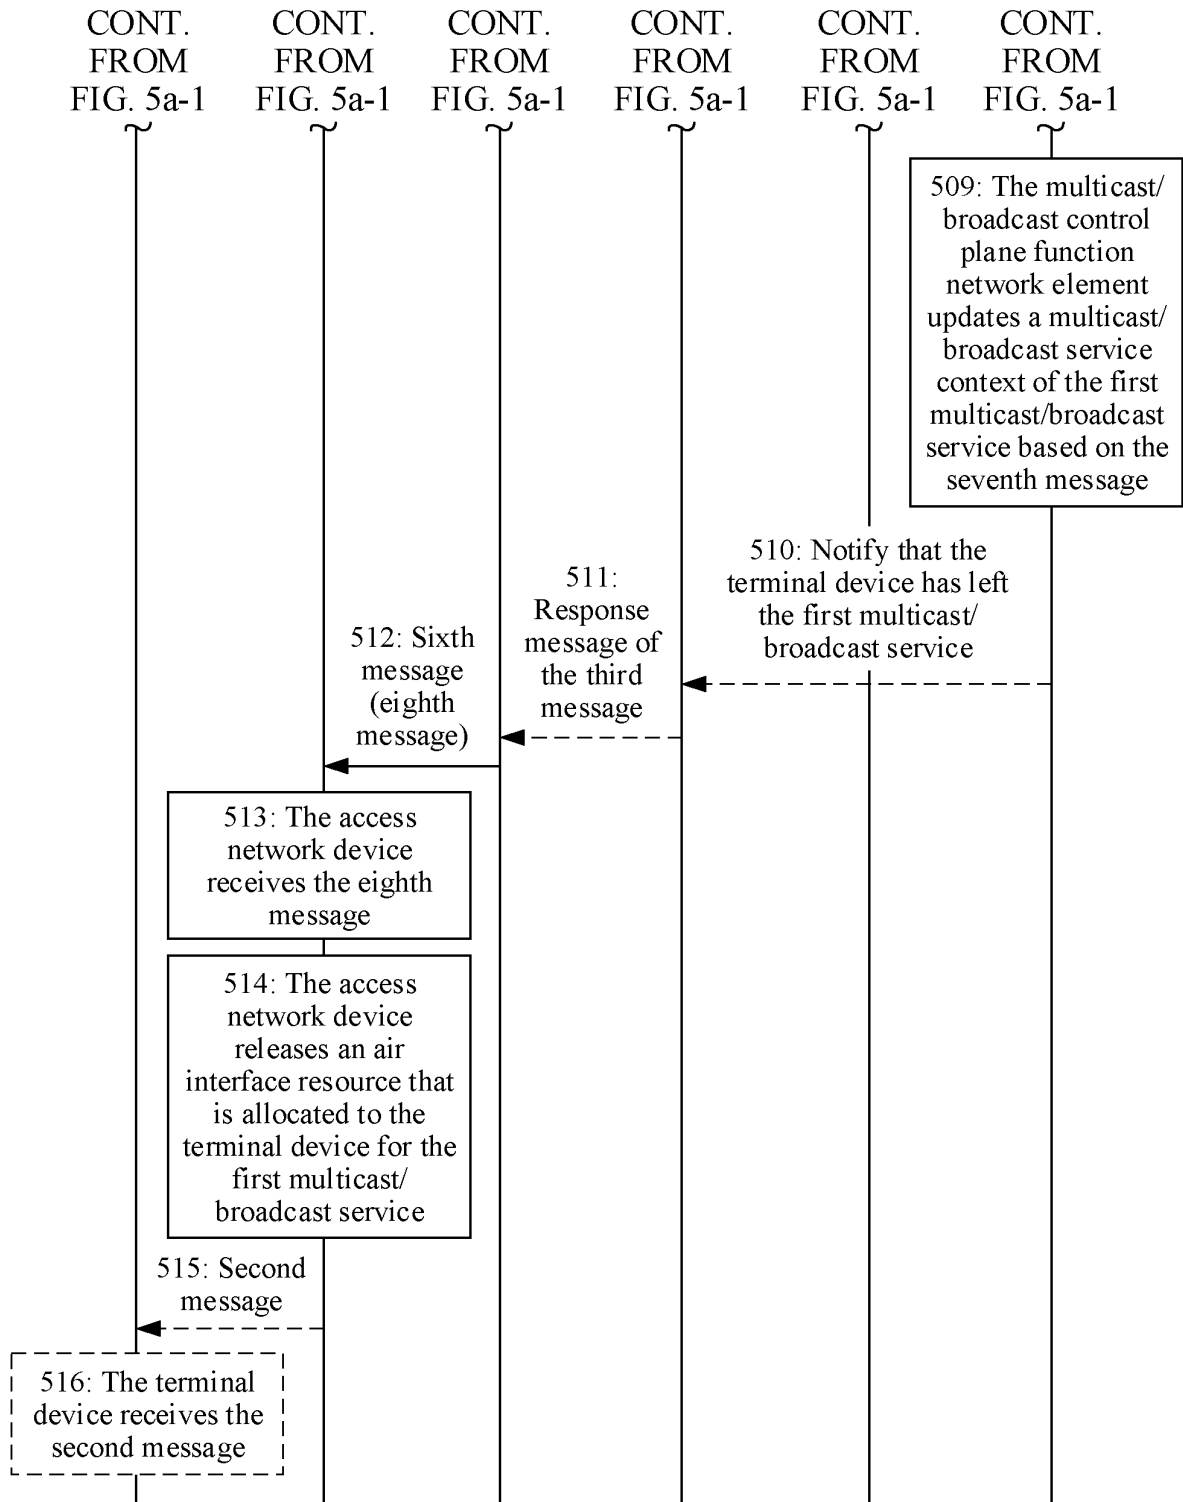 CONT.
FROM
FIG. 5a-1
CONT.
FROM
FIG. 5a-1
CONT.
FROM
FIG. 5a-1
CONT.
FROM
FIG. 5a-1
CONT.
FROM
FIG. 5a-1
CONT.
FROM
FIG. 5a-1
509: The multicast/
broadcast control
plane function
network element
updates a multicast/
broadcast service
context of the first
multicast/broadcast
service based on the
seventh message
510: Notify that the
terminal device has left
the first multicast/
broadcast service
511:
Response
message of
the third
message
512: Sixth
message
(eighth
message)
513: The access
network device
receives the eighth
message
514: The access
network device
releases an air
interface resource that
is allocated to the
terminal device for the
first multicast/
broadcast service
515: Second
message
516: The terminal
device receives the
second message